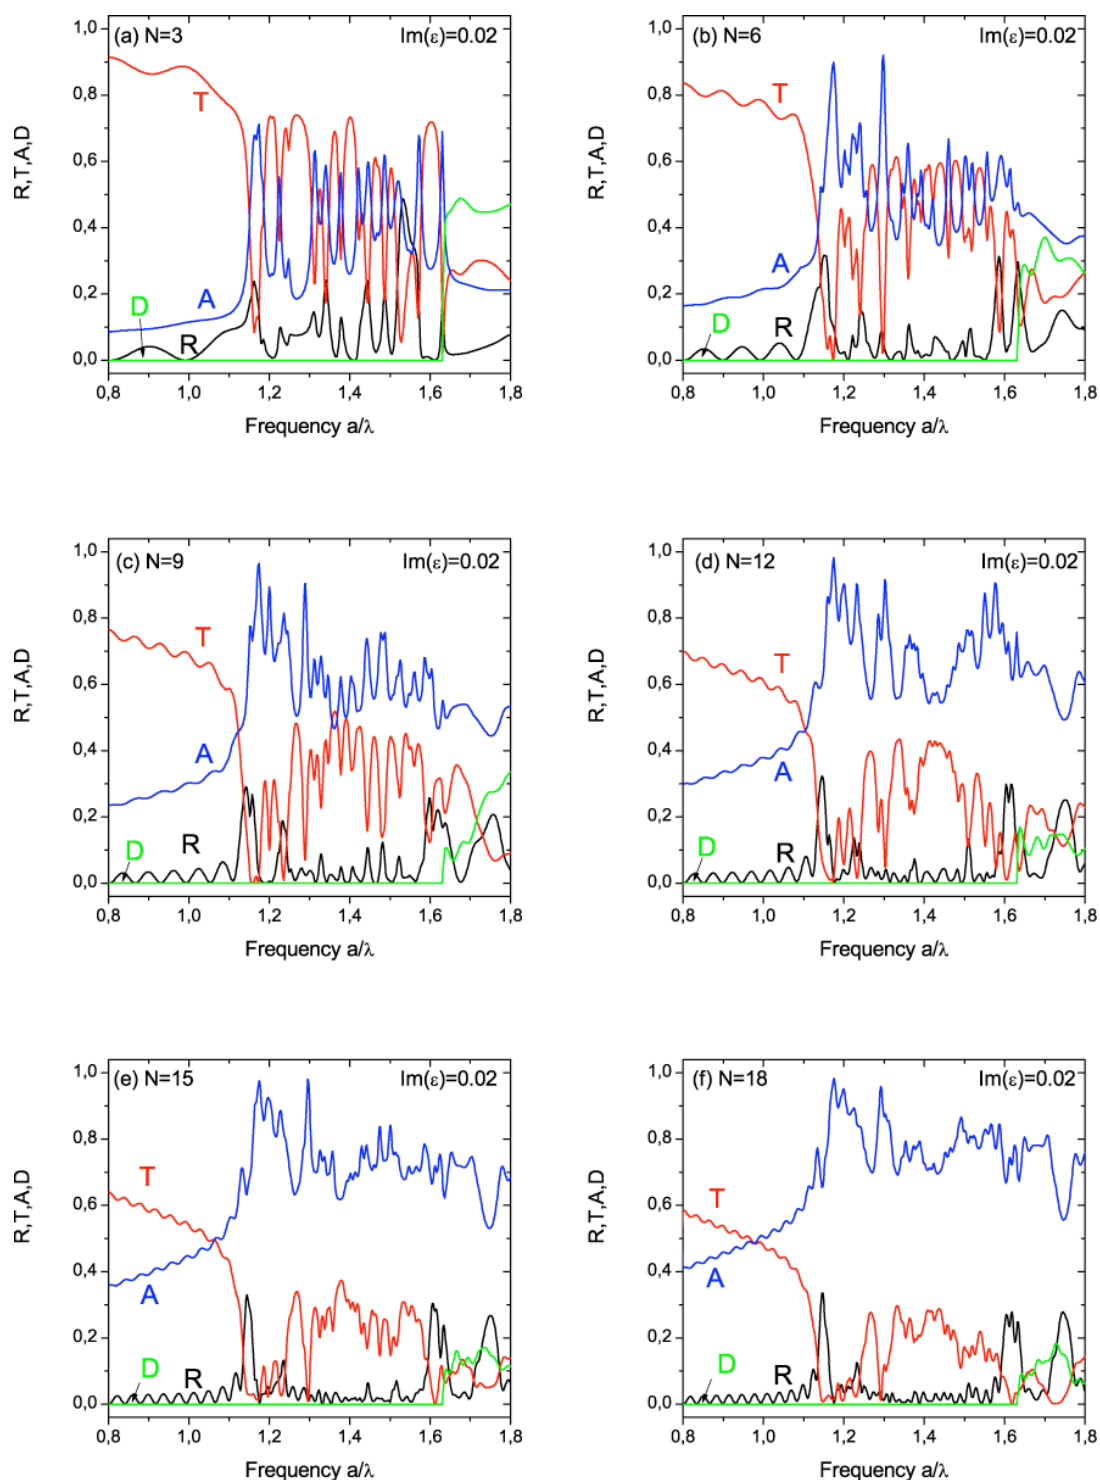 (a) N=3 Im(ε)=0.02
R,T,A,D
1,0
0,8
0,6
0,4
0,2
0,0
T
D
A
R
0,8 1,0 1,2 1,4 1,6 1,8
Frequency a/λ
(b) N=6 Im(ε)=0.02
R,T,A,D
1,0
0,8
0,6
0,4
0,2
0,0
T
A
D
R
0,8 1,0 1,2 1,4 1,6 1,8
Frequency a/λ
(c) N=9 Im(ε)=0.02
R,T,A,D
1,0
0,8
0,6
0,4
0,2
0,0
T
A
D
R
0,8 1,0 1,2 1,4 1,6 1,8
Frequency a/λ
(d) N=12 Im(ε)=0.02
R,T,A,D
1,0
0,8
0,6
0,4
0,2
0,0
T
A
D
R
0,8 1,0 1,2 1,4 1,6 1,8
Frequency a/λ
(e) N=15 Im(ε)=0.02
R,T,A,D
1,0
0,8
0,6
0,4
0,2
0,0
T
A
D
R
0,8 1,0 1,2 1,4 1,6 1,8
Frequency a/λ
(f) N=18 Im(ε)=0.02
R,T,A,D
1,0
0,8
0,6
0,4
0,2
0,0
T
A
D
R
0,8 1,0 1,2 1,4 1,6 1,8
Frequency a/λ